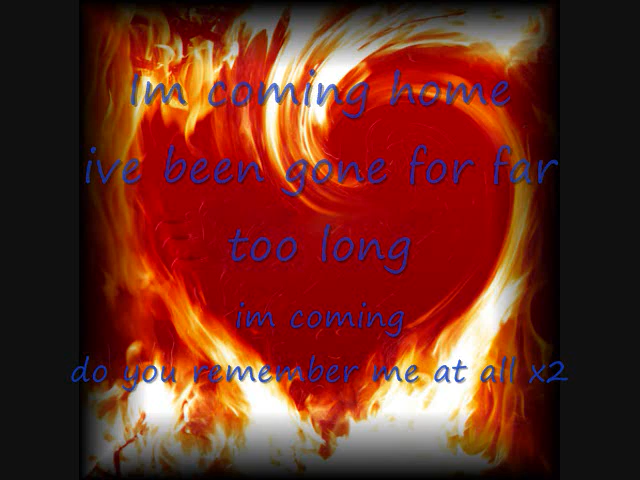 Im coming home
ive been gone for far
too long
im coming
do you remember me at all x2